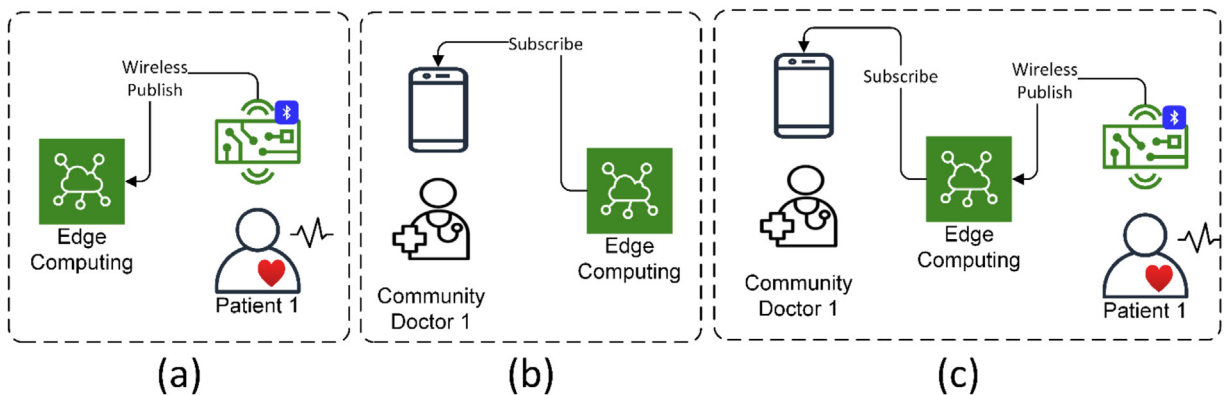 Wireless
Publish
Edge
Computing
Patient 1
(a)
Subscribe
Edge
Computing
Community
Doctor 1
(b)
Subscribe
Wireless
Publish
Edge
Computing
Community
Doctor 1
Patient 1
(c)